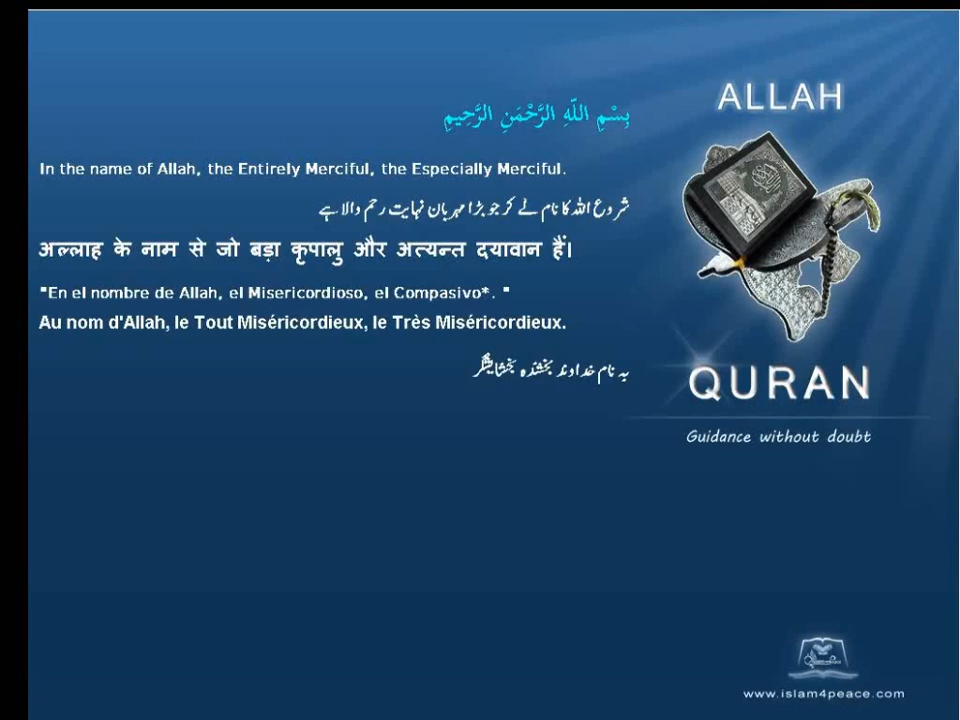 بِسْمِ اللَّهِ الرَّحْمَنِ الرَّحِيمِ
In the name of Allah, the Entirely Merciful, the Especially Merciful.
شروع الله کا نام لے کر جو بڑا مہربان نہایت رحم والا ہے
अल्लाह के नाम से जो बड़ा कृपालु और अत्यन्त दयावान हैं।
"En el nombre de Allah, el Misericordioso, el Compasivo*. "
Au nom d'Allah, le Tout Miséricordieux, le Très Miséricordieux.
به نام خداوند بخشنده بخشایشگر
ALLAH
QURAN
Guidance without doubt
www.islam4peace.com